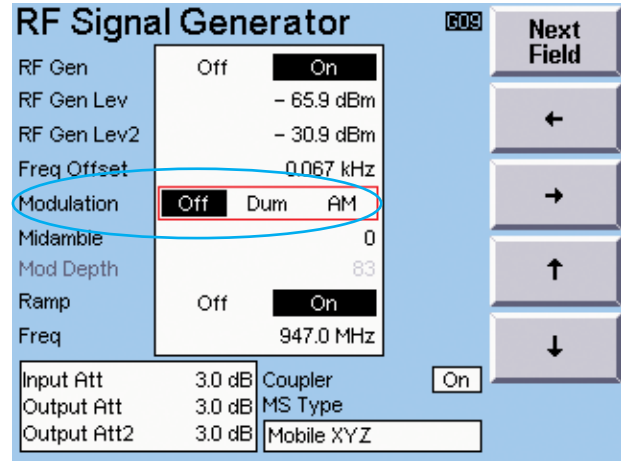 RF Signal Generator G09
RF Gen Off On
RF Gen Lev – 65.9 dBm
RF Gen Lev2 – 30.9 dBm
Freq Offset 0.067 kHz
Modulation Off Dum AM
Midamble 0
Mod Depth 83
Ramp Off On
Freq 947.0 MHz
Input Att 3.0 dB
Output Att 3.0 dB
Output Att2 3.0 dB
Coupler On
MS Type
Mobile XYZ
Next
Field
←
→
↑
↓